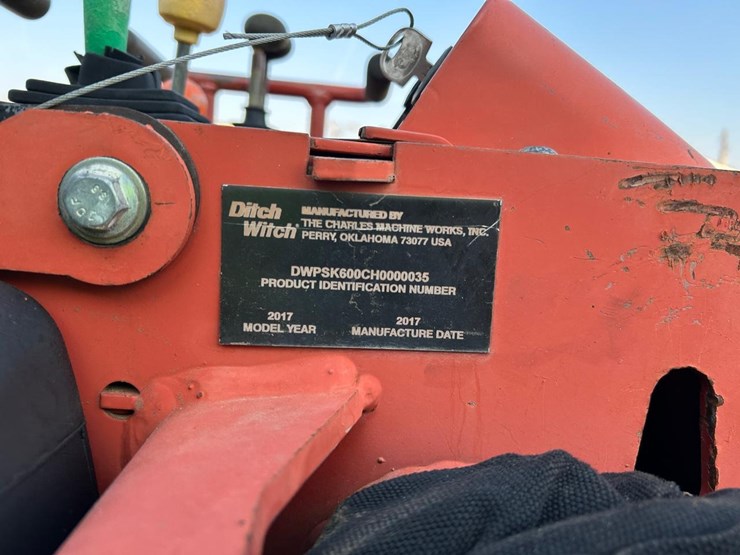 Ditch Witch
MANUFACTURED BY
THE CHARLES MACHINE WORKS, INC.
PERRY, OKLAHOMA 73077 USA
DWPSK600CH0000035
PRODUCT IDENTIFICATION NUMBER
2017
MODEL YEAR
2017
MANUFACTURE DATE